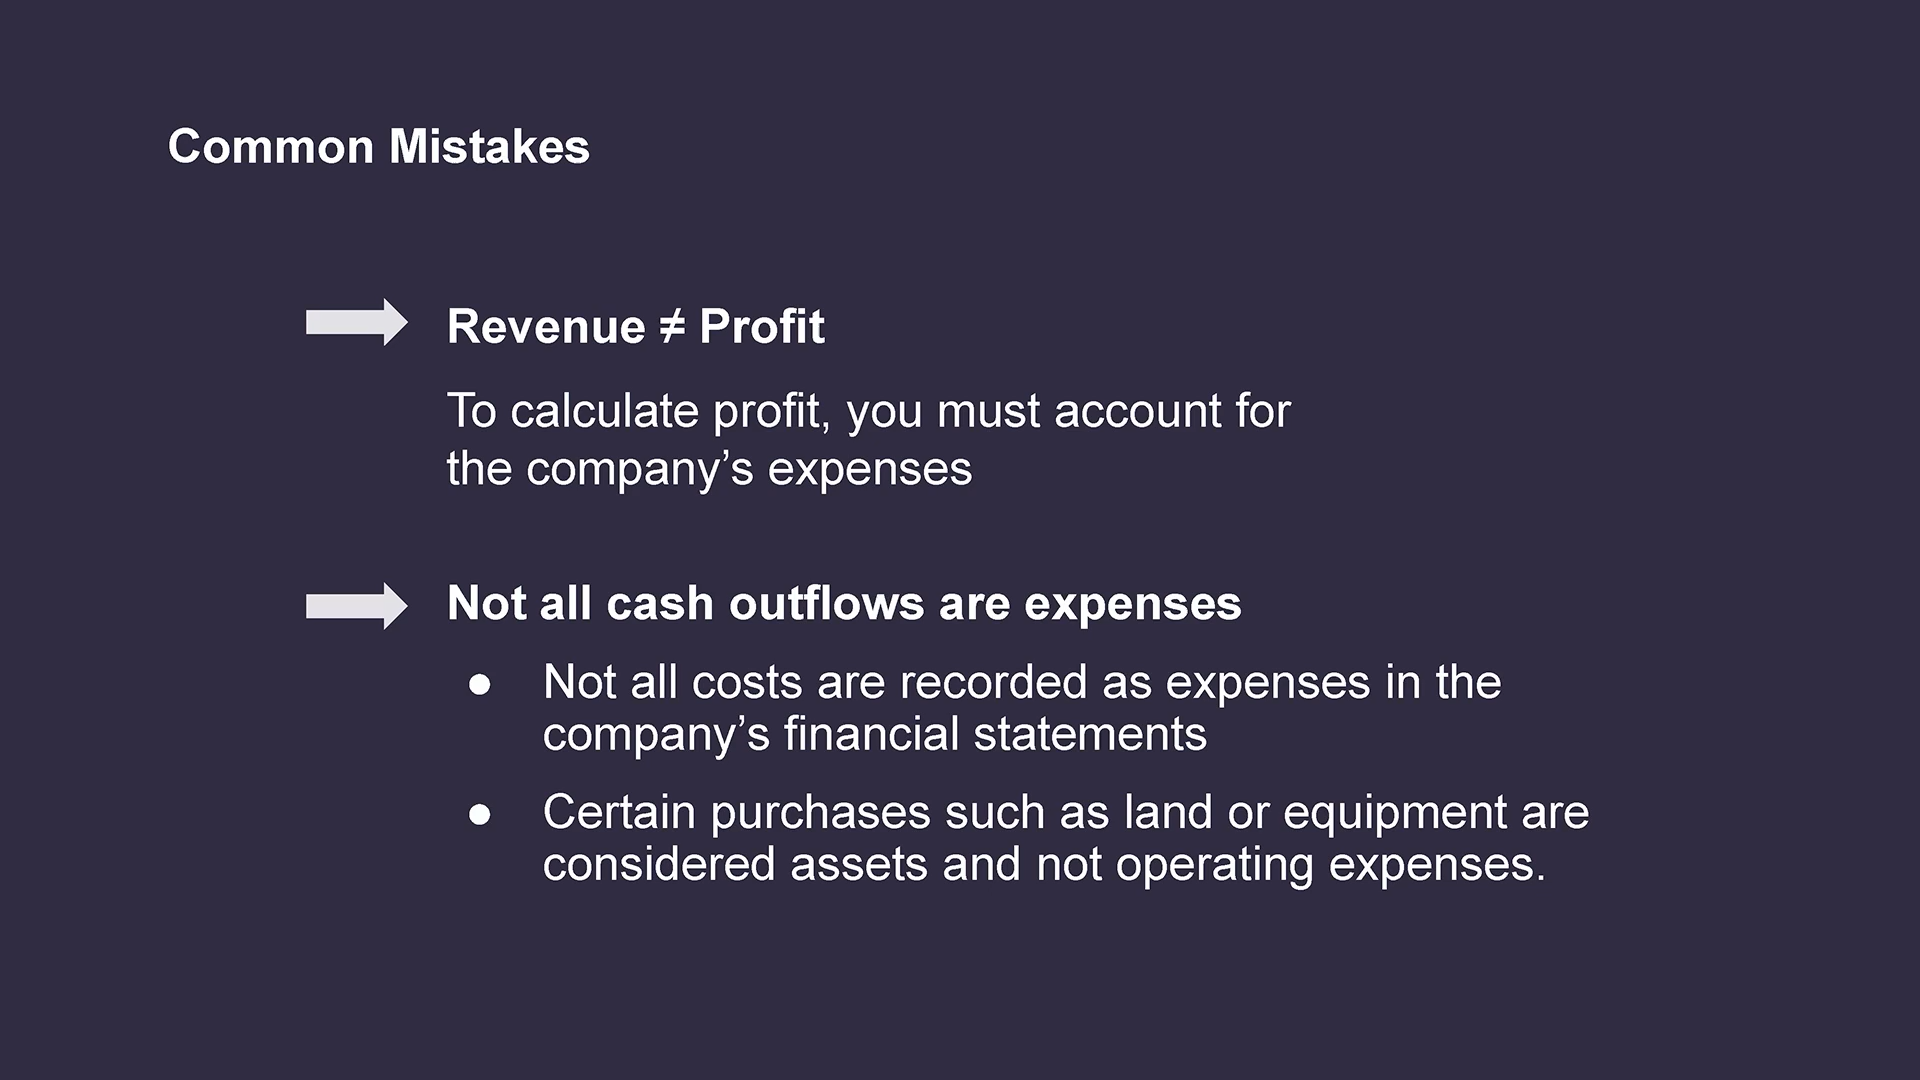 Common Mistakes
Revenue ≠ Profit
To calculate profit, you must account for
the company’s expenses
Not all cash outflows are expenses
● Not all costs are recorded as expenses in the
company’s financial statements
● Certain purchases such as land or equipment are
considered assets and not operating expenses.